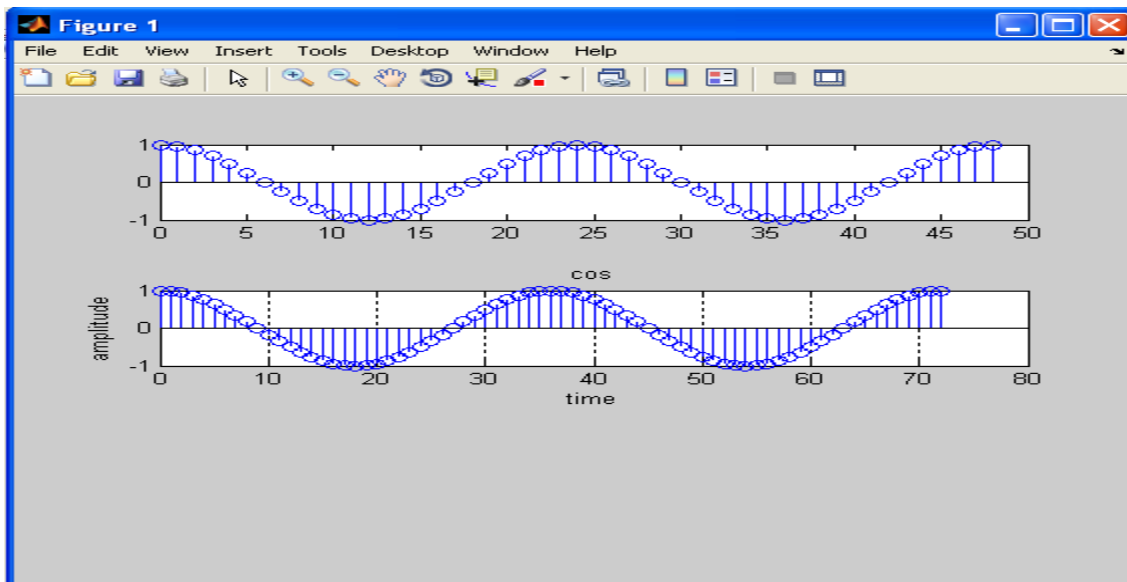 Figure 1
File Edit View Insert Tools Desktop Window Help
1
0
-1
0 5 10 15 20 25 30 35 40 45 50
cos
amplitude
1
0
-1
0 10 20 30 40 50 60 70 80
time